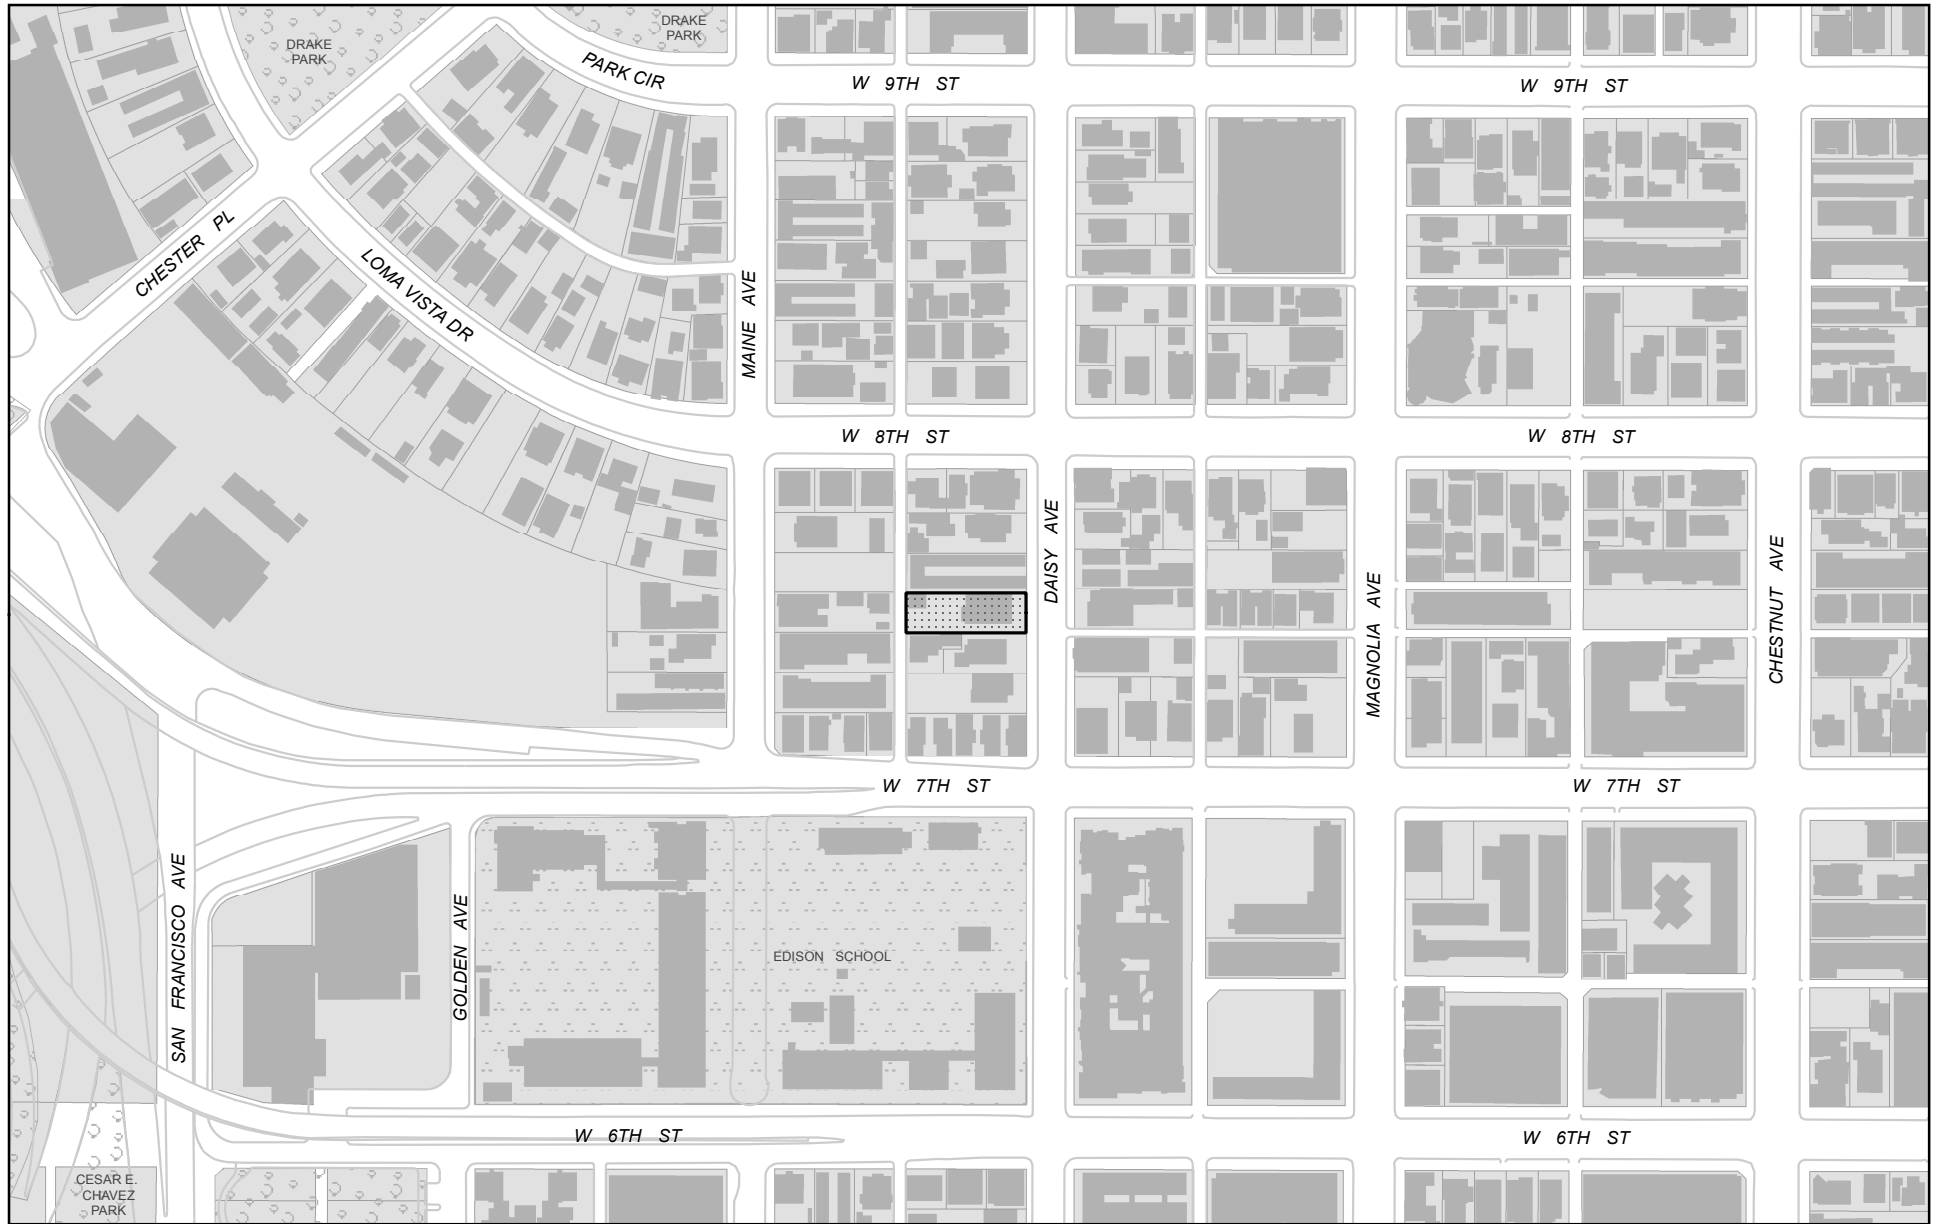 DRAKE
PARK
DRAKE
PARK
PARK CIR
W 9TH ST
W 9TH ST
CHESTER PL
LOMA VISTA DR
MAINE AVE
W 8TH ST
W 8TH ST
DAISY AVE
MAGNOLIA AVE
CHESTNUT AVE
W 7TH ST
W 7TH ST
SAN FRANCISCO AVE
GOLDEN AVE
EDISON SCHOOL
W 6TH ST
W 6TH ST
CESAR E.
CHAVEZ
PARK